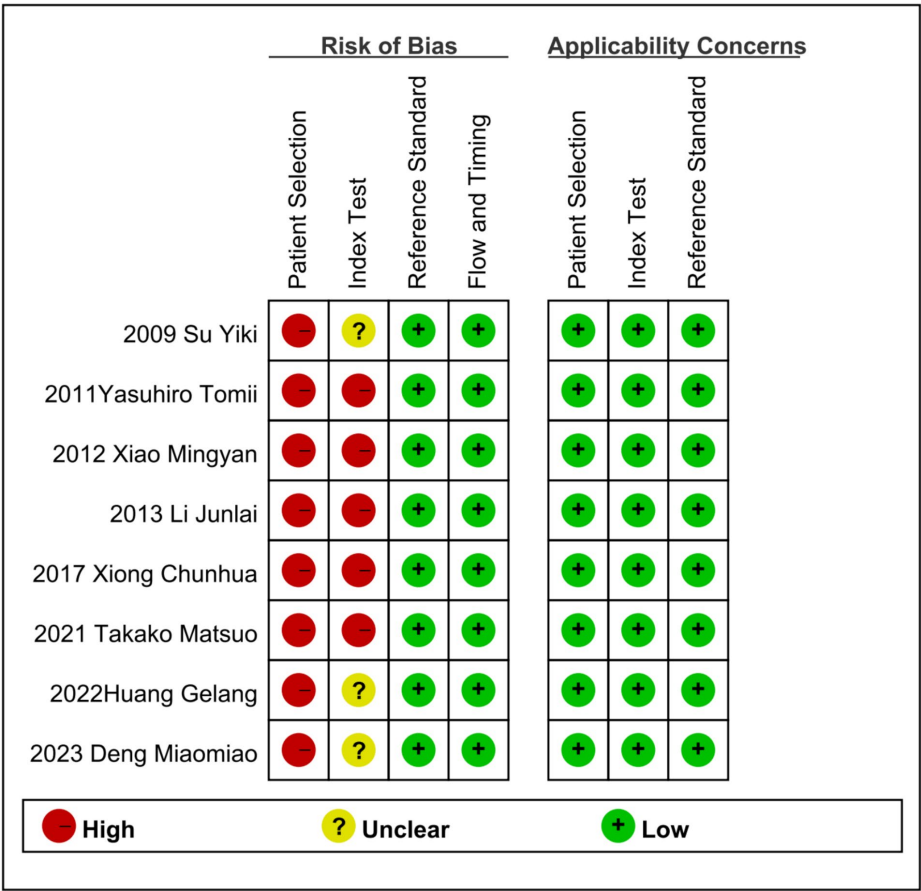 Risk of Bias Applicability Concerns
Patient Selection
Index Test
Reference Standard
Flow and Timing
Patient Selection
Index Test
Reference Standard
2009 Su Yiki – ? + + + + +
2011Yasuhiro Tomii – – + + + + +
2012 Xiao Mingyan – – + + + + +
2013 Li Junlai – – + + + + +
2017 Xiong Chunhua – – + + + + +
2021 Takako Matsuo – – + + + + +
2022Huang Gelang – ? + + + + +
2023 Deng Miaomiao – ? + + + + +
– High ? Unclear + Low